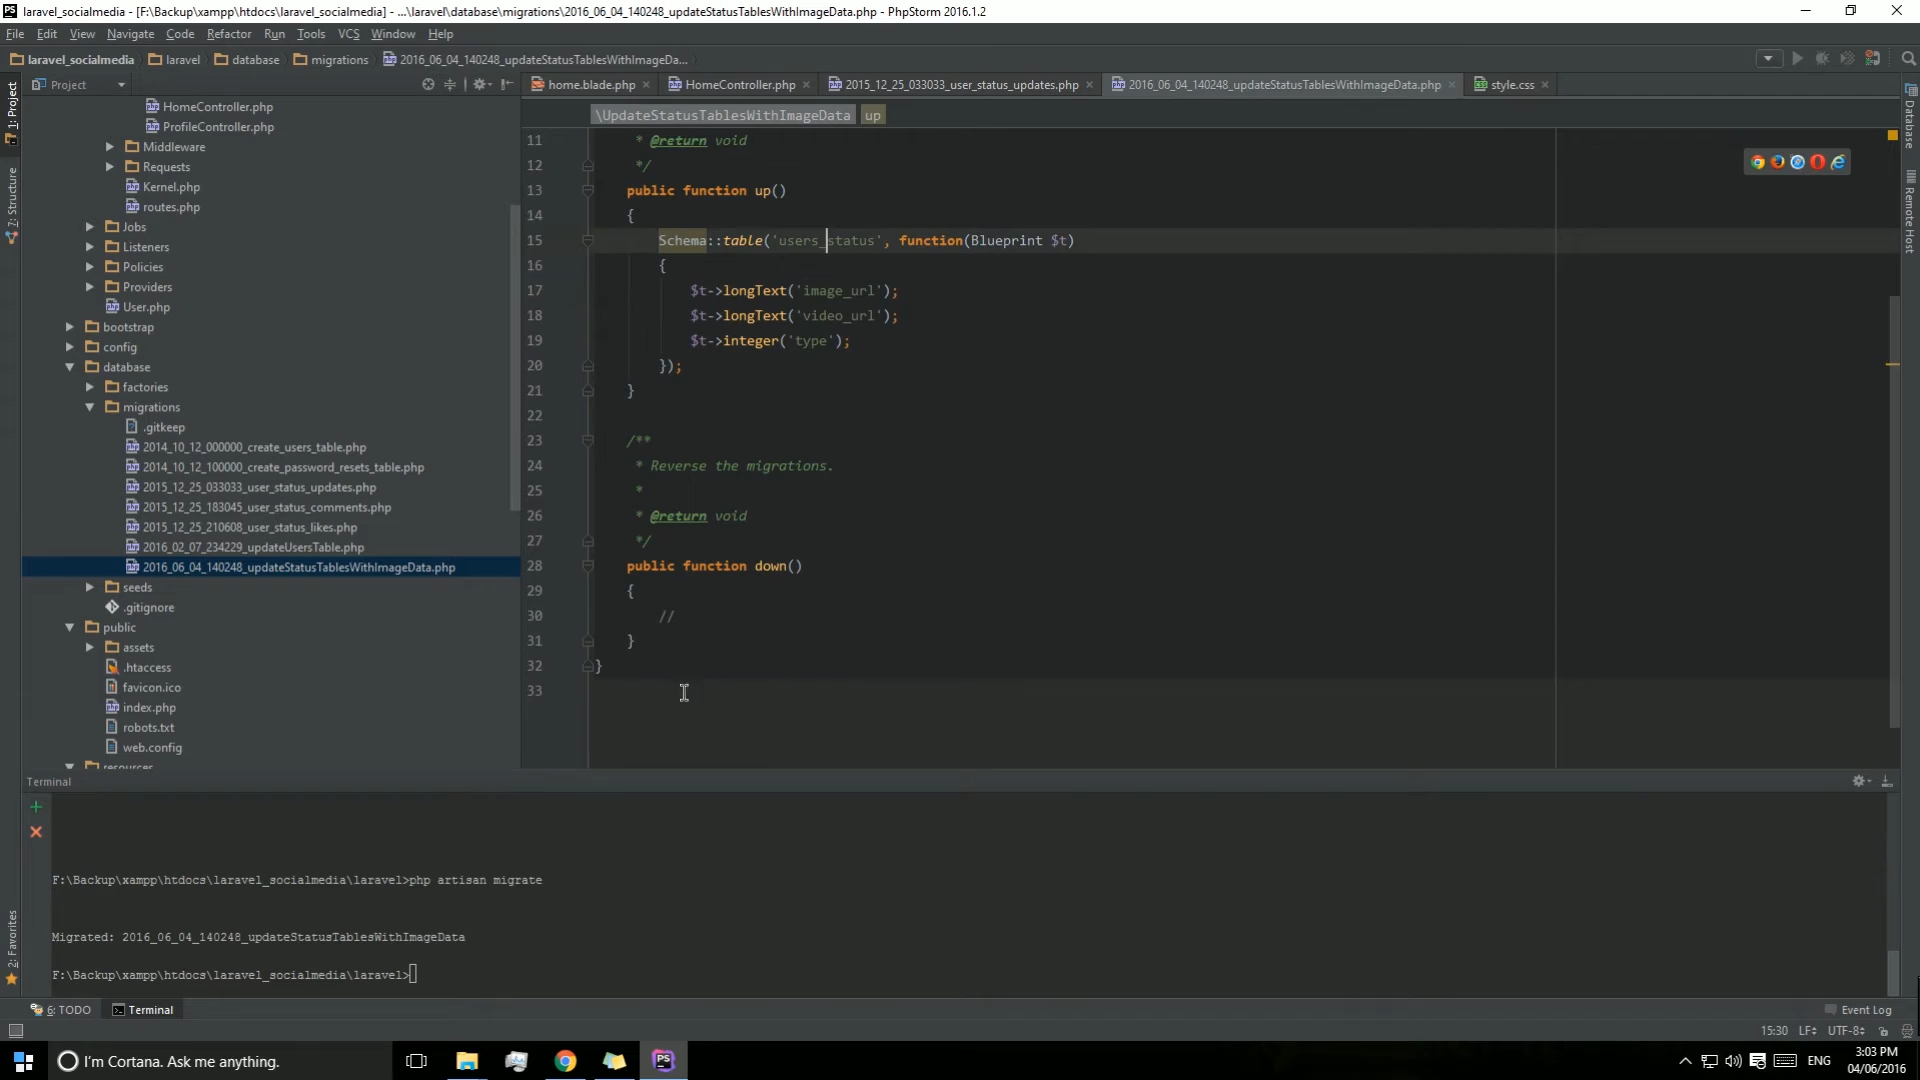 laravel_socialmedia - [F:\Backup\xampp\htdocs\laravel_socialmedia] - ...\laravel\database\migrations\2016_06_04_140248_updateStatusTablesWithImageData.php - PhpStorm 2016.1.2
File Edit View Navigate Code Refactor Run Tools VCS Window Help
laravel_socialmedia laravel database migrations 2016_06_04_140248_updateStatusTablesWithImageDa...
Project home.blade.php HomeController.php 2015_12_25_033033_user_status_updates.php 2016_06_04_140248_updateStatusTablesWithImageData.php style.css
\UpdateStatusTablesWithImageData up
1: Project
7: Structure
2: Favorites
Database
Remote Host
HomeController.php
ProfileController.php
Middleware
Requests
Kernel.php
routes.php
Jobs
Listeners
Policies
Providers
User.php
bootstrap
config
database
factories
migrations
.gitkeep
2014_10_12_000000_create_users_table.php
2014_10_12_100000_create_password_resets_table.php
2015_12_25_033033_user_status_updates.php
2015_12_25_183045_user_status_comments.php
2015_12_25_210608_user_status_likes.php
2016_02_07_234229_updateUsersTable.php
2016_06_04_140248_updateStatusTablesWithImageData.php
seeds
.gitignore
public
assets
.htaccess
favicon.ico
index.php
robots.txt
web.config
resources
11 * @return void
12 */
13 public function up()
14 {
15 Schema::table('users_status', function(Blueprint $t)
16 {
17 $t->longText('image_url');
18 $t->longText('video_url');
19 $t->integer('type');
20 });
21 }
22
23 /**
24 * Reverse the migrations.
25 *
26 * @return void
27 */
28 public function down()
29 {
30 //
31 }
32 }
33
Terminal
F:\Backup\xampp\htdocs\laravel_socialmedia\laravel>php artisan migrate
Migrated: 2016_06_04_140248_updateStatusTablesWithImageData
F:\Backup\xampp\htdocs\laravel_socialmedia\laravel>
6: TODO Terminal Event Log
15:30 LF UTF-8
I'm Cortana. Ask me anything. PS ENG 3:03 PM
04/06/2016